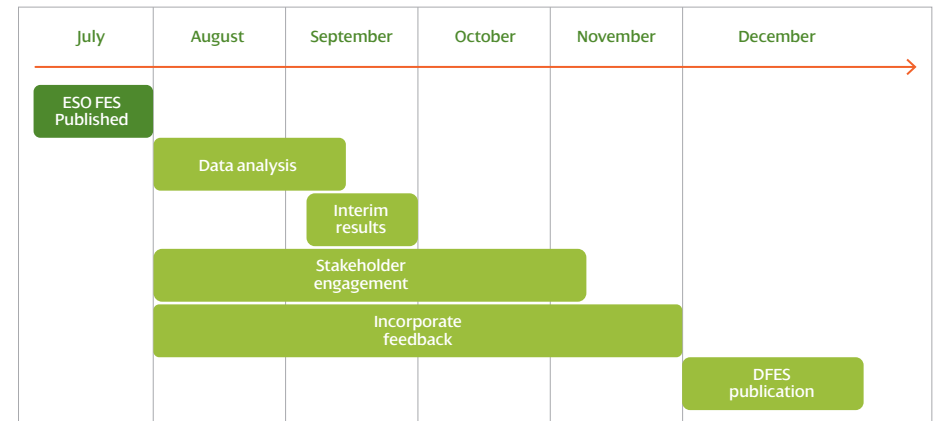 July August September October November December
ESO FES
Published
Data analysis
Interim
results
Stakeholder
engagement
Incorporate
feedback
DFES
publication